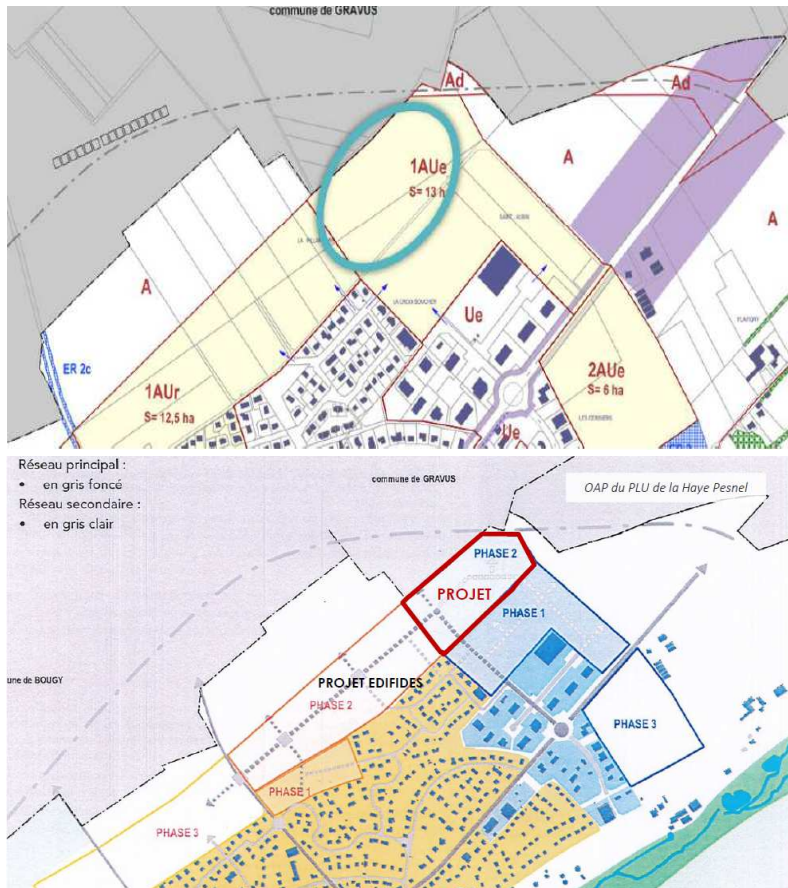 commune de GRAVUS
Ad
Ad
1AUe
S= 13 h
A
SAINT AUBIN
A
A
LA CROIX BOUCHER
Ue
ER 2c
1AUr
S= 12,5 ha
2AUe
S= 6 ha
LES CERISIERS
Ue
Réseau principal :
• en gris foncé
Réseau secondaire :
• en gris clair
commune de GRAVUS
OAP du PLU de la Haye Pesnel
PHASE 2
PROJET
PHASE 1
une de BOUGY
PROJET EDIFIDES
PHASE 2
PHASE 3
PHASE 1
PHASE 3